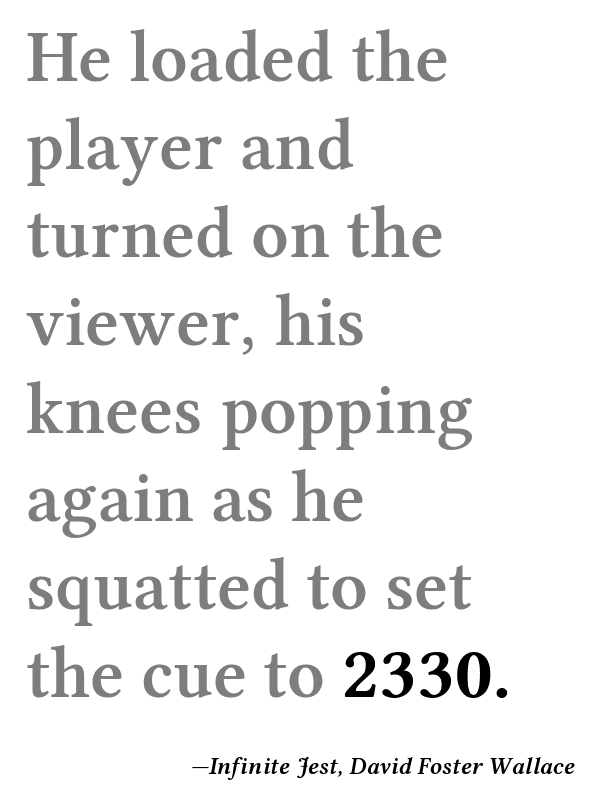 He loaded the
player and
turned on the
viewer, his
knees popping
again as he
squatted to set
the cue to 2330.
—Infinite Jest, David Foster Wallace